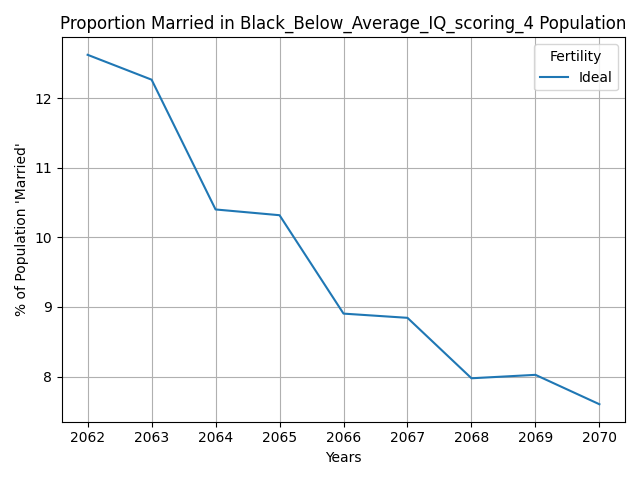 Proportion Married in Black_Below_Average_IQ_scoring_4 Population
Fertility
Ideal
% of Population 'Married'
12
11
10
9
8
2062 2063 2064 2065 2066 2067 2068 2069 2070
Years